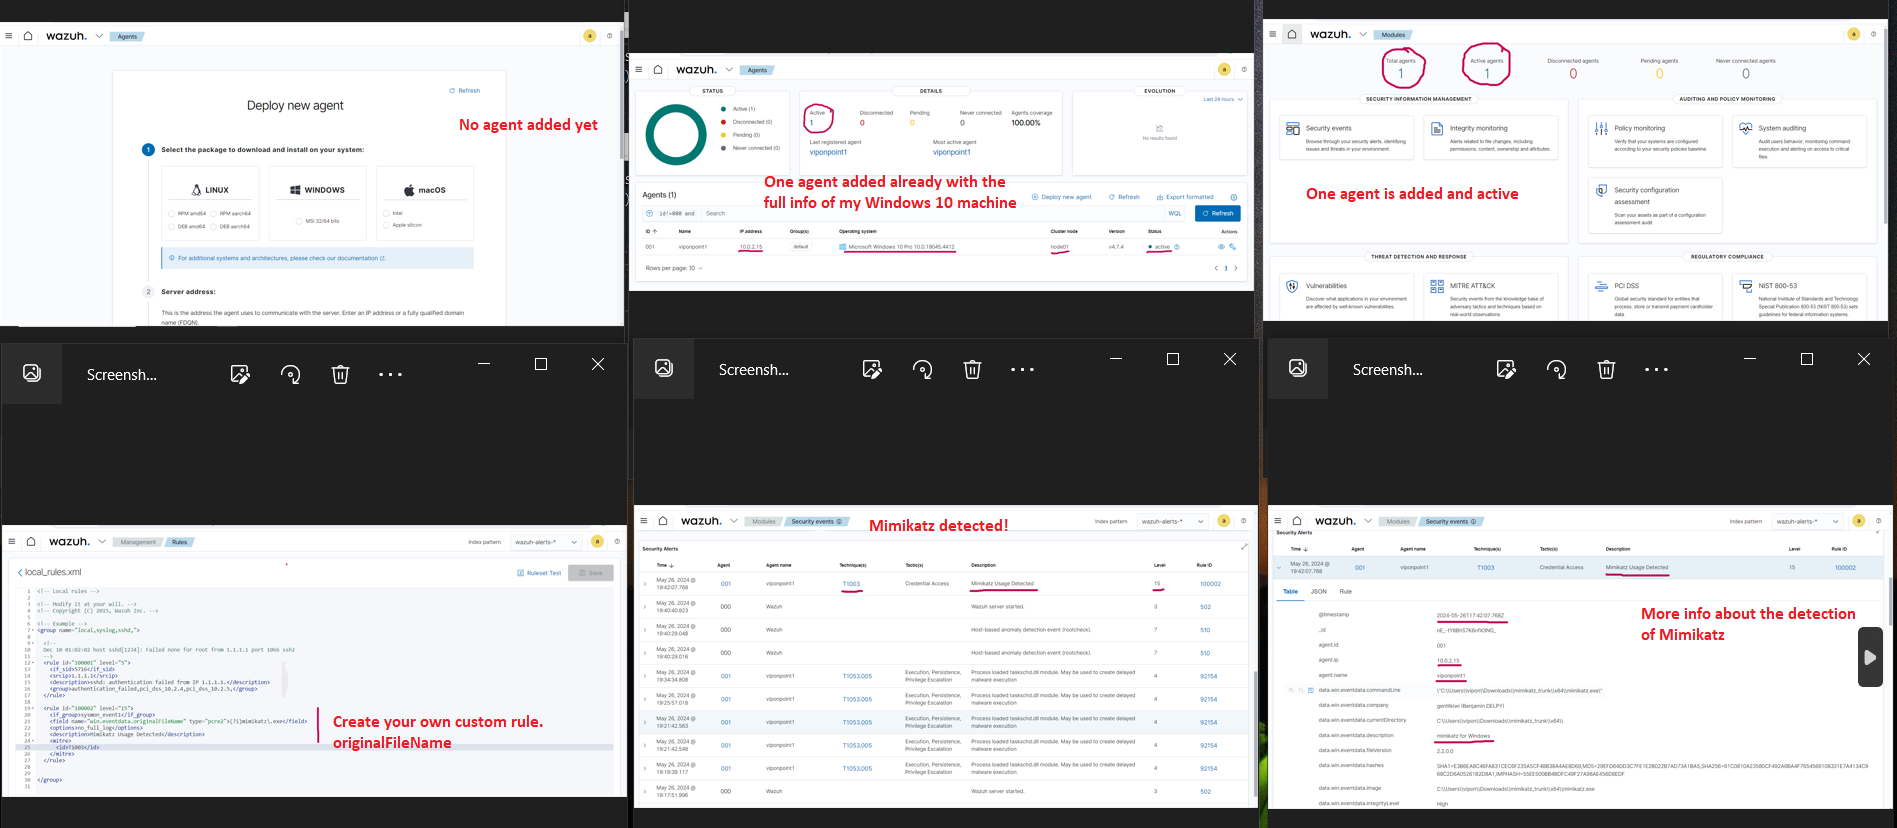 wazuh.
Agents
a
Refresh
Deploy new agent
No agent added yet
1 Select the package to download and install on your system:
LINUX
WINDOWS
macOS
RPM amd64 RPM aarch64
DEB amd64 DEB aarch64
MSI 32/64 bits
Intel
Apple silicon
For additional systems and architectures, please check our documentation
2 Server address:
This is the address the agent uses to communicate with the server. Enter an IP address or a fully qualified domain
name (FDQN).
wazuh.
Agents
a
STATUS
Active (1)
Disconnected (0)
Pending (0)
Never connected (0)
DETAILS
Active Disconnected Pending Never connected Agents coverage
1 0 0 0 100.00%
Last registered agent Most active agent
viponpoint1 viponpoint1
EVOLUTION
Last 24 hours
No results found
One agent added already with the
full info of my Windows 10 machine
Agents (1)
Deploy new agent Refresh Export formatted
id!=000 and Search WQL Refresh
ID Name IP address Group(s) Operating system Cluster node Version Status Actions
001 viponpoint1 10.0.2.15 default Microsoft Windows 10 Pro 10.0.19045.4412 node01 v4.7.4 active
Rows per page: 10
1
wazuh.
Modules
a
Total agents Active agents Disconnected agents Pending agents Never connected agents
1 1 0 0 0
SECURITY INFORMATION MANAGEMENT
Security events
Browse through your security alerts, identifying
issues and threats in your environment.
Integrity monitoring
Alerts related to file changes, including
permissions, content, ownership and attributes.
One agent is added and active
AUDITING AND POLICY MONITORING
Policy monitoring
Verify that your systems are configured
according to your security policies baseline.
System auditing
Audit users behavior, monitoring command
execution and alerting on access to critical
files.
Security configuration
assessment
Scan your assets as part of a configuration
assessment audit.
THREAT DETECTION AND RESPONSE
Vulnerabilities
Discover what applications in your environment
are affected by well-known vulnerabilities.
MITRE ATT&CK
Security events from the knowledge base of
adversary tactics and techniques based on
real-world observations
REGULATORY COMPLIANCE
PCI DSS
Global security standard for entities that
process, store or transmit payment cardholder
data
NIST 800-53
National Institute of Standards and Technology
Special Publication 800-53 (NIST 800-53) sets
guidelines for federal information systems.
Screensh...
Screensh...
Screensh...
wazuh.
Management Rules
Index pattern wazuh-alerts-* a
local_rules.xml
Ruleset Test Save
1 <!-- Local rules -->
2
3 <!-- Modify it at your will. -->
4 <!-- Copyright (C) 2015, Wazuh Inc. -->
5
6 <!-- Example -->
7 <group name="local,syslog,sshd,">
8
9 <!--
10 Dec 10 01:02:02 host sshd[1234]: Failed none for root from 1.1.1.1 port 1066 ssh2
11 -->
12 <rule id="100001" level="5">
13 <if_sid>5716</if_sid>
14 <srcip>1.1.1.1</srcip>
15 <description>sshd: authentication failed from IP 1.1.1.1.</description>
16 <group>authentication_failed,pci_dss_10.2.4,pci_dss_10.2.5,</group>
17 </rule>
18
19 <rule id="100002" level="15">
20 <if_group>sysmon_event1</if_group>
21 <field name="win.eventdata.originalFileName" type="pcre2">(?i)mimikatz\.exe</field>
22 <options>no_full_log</options>
23 <description>Mimikatz Usage Detected</description>
24 <mitre>
25 <id>T1003</id>
26 </mitre>
27 </rule>
28
29
30 </group>
31
Create your own custom rule.
originalFileName
wazuh.
Modules Security events
Mimikatz detected!
Index pattern wazuh-alerts-* a
Security Alerts
Time Agent Agent name Technique(s) Tactic(s) Description Level Rule ID
May 26, 2024 @
19:42:07.768 001 viponpoint1 T1003 Credential Access Mimikatz Usage Detected 15 100002
May 26, 2024 @
19:40:40.923 000 Wazuh Wazuh server started. 3 502
May 26, 2024 @
19:40:29.048 000 Wazuh Host-based anomaly detection event (rootcheck). 7 510
May 26, 2024 @
19:40:29.016 000 Wazuh Host-based anomaly detection event (rootcheck). 7 510
May 26, 2024 @
19:34:34.808 001 viponpoint1 T1053.005 Execution, Persistence, Privilege Escalation Process loaded taskschd.dll module. May be used to create delayed malware execution 4 92154
May 26, 2024 @
19:25:57.018 001 viponpoint1 T1053.005 Execution, Persistence, Privilege Escalation Process loaded taskschd.dll module. May be used to create delayed malware execution 4 92154
May 26, 2024 @
19:21:42.563 001 viponpoint1 T1053.005 Execution, Persistence, Privilege Escalation Process loaded taskschd.dll module. May be used to create delayed malware execution 4 92154
May 26, 2024 @
19:21:42.548 001 viponpoint1 T1053.005 Execution, Persistence, Privilege Escalation Process loaded taskschd.dll module. May be used to create delayed malware execution 4 92154
May 26, 2024 @
19:19:39.117 001 viponpoint1 T1053.005 Execution, Persistence, Privilege Escalation Process loaded taskschd.dll module. May be used to create delayed malware execution 4 92154
May 26, 2024 @
19:17:51.996 000 Wazuh Wazuh server started. 3 502
wazuh.
Modules Security events
Index pattern wazuh-alerts-* a
Security Alerts
Time Agent Agent name Technique(s) Tactic(s) Description Level Rule ID
May 26, 2024 @
19:42:07.768 001 viponpoint1 T1003 Credential Access Mimikatz Usage Detected 15 100002
Table JSON Rule
More info about the detection
of Mimikatz
@timestamp 2024-05-26T17:42:07.768Z
_id
agent.id 001
agent.ip 10.0.2.15
agent.name viponpoint1
data.win.eventdata.commandLine \"C:\\Users\\vipon\\Downloads\\mimikatz_trunk\\x64\\mimikatz.exe\"
data.win.eventdata.company gentilkiwi (Benjamin DELPY)
data.win.eventdata.currentDirectory C:\\Users\\vipon\\Downloads\\mimikatz_trunk\\x64\\
data.win.eventdata.description mimikatz for Windows
data.win.eventdata.fileVersion 2.2.0.0
data.win.eventdata.hashes
data.win.eventdata.image C:\\Users\\vipon\\Downloads\\mimikatz_trunk\\x64\\mimikatz.exe
data.win.eventdata.integrityLevel High